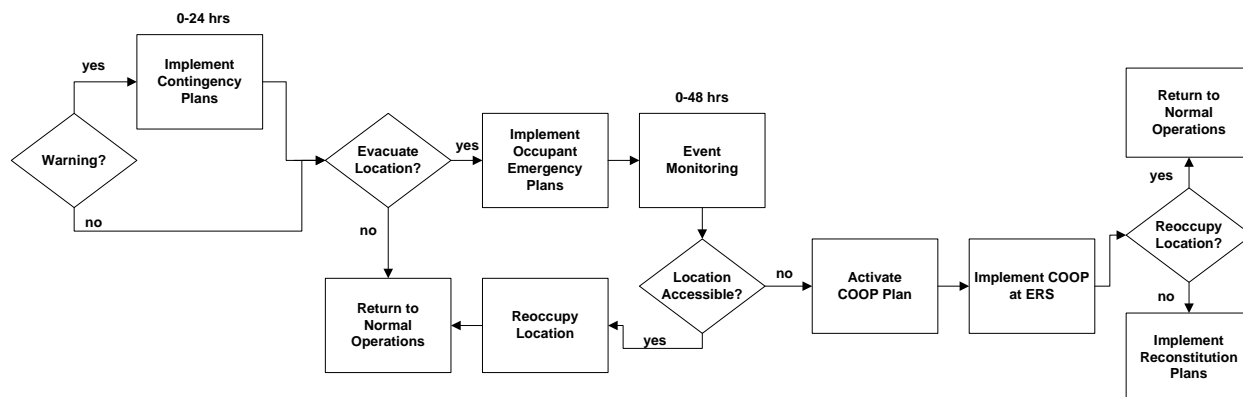 0-24 hrs
yes
Implement
Contingency
Plans
Warning?
no
Evacuate
Location?
yes
no
Implement
Occupant
Emergency
Plans
0-48 hrs
Event
Monitoring
Location
Accessible?
no
yes
Reoccupy
Location
Return to
Normal
Operations
Activate
COOP Plan
Implement COOP
at ERS
Return to
Normal
Operations
yes
Reoccupy
Location?
no
Implement
Reconstitution
Plans